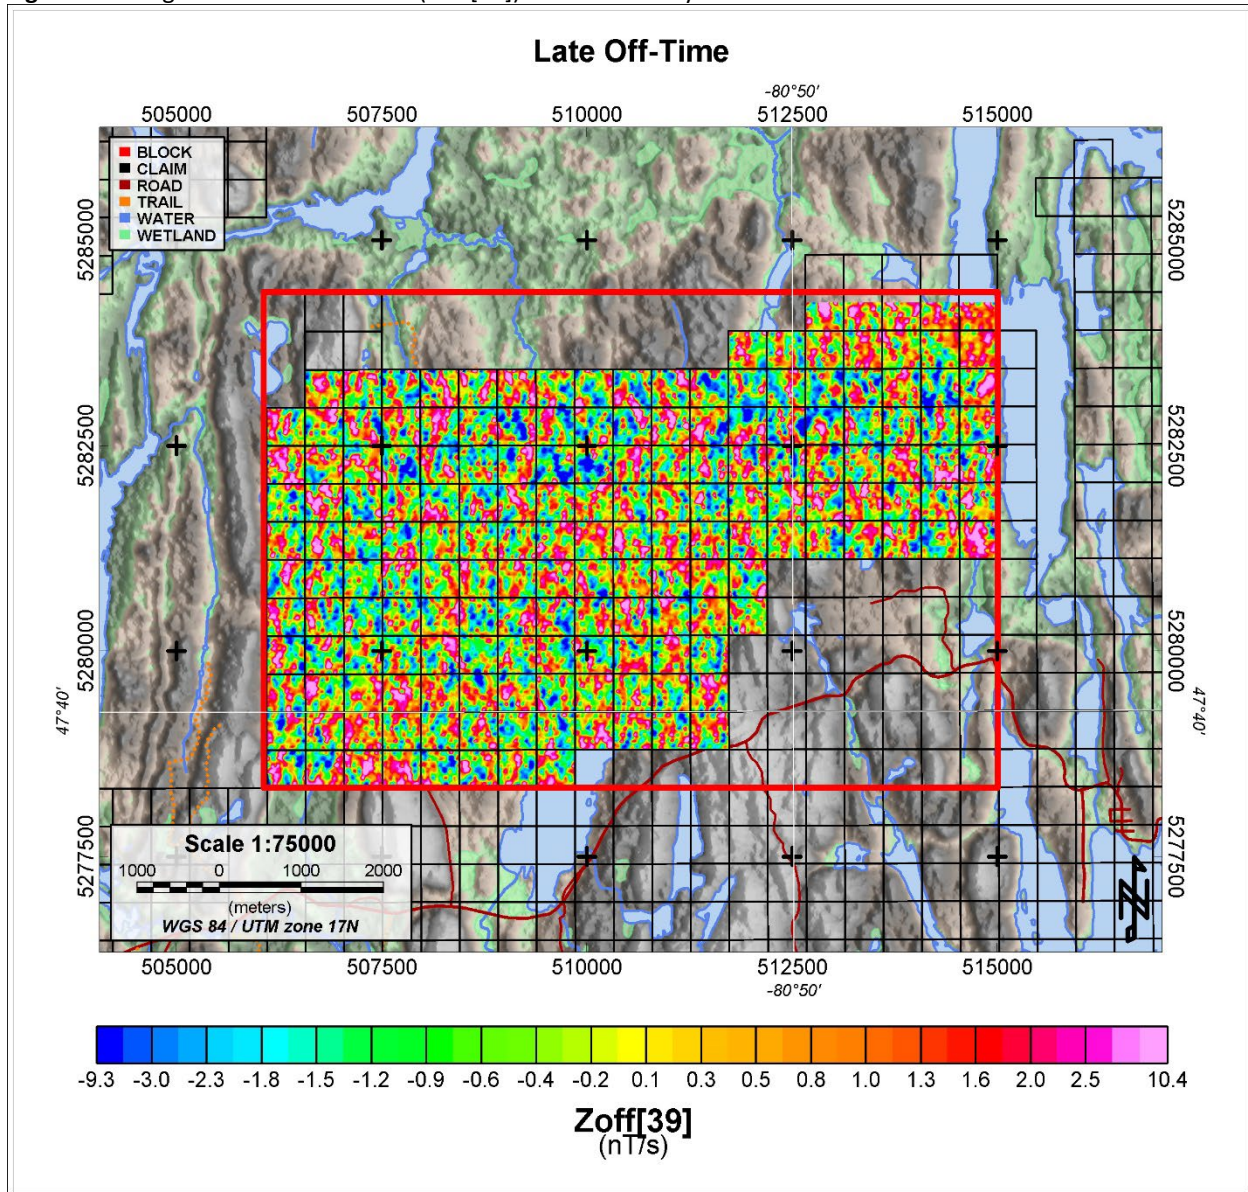 Late Off-Time
-80°50'
505000 507500 510000 512500 515000
BLOCK
CLAIM
ROAD
TRAIL
WATER
WETLAND
5285000 5285000
5282500 5282500
5280000 5280000
47°40' 47°40'
5277500 5277500
Scale 1:75000
1000 0 1000 2000
(meters)
WGS 84 / UTM zone 17N
505000 507500 510000 512500 515000
-80°50'
-9.3 -3.0 -2.3 -1.8 -1.5 -1.2 -0.9 -0.6 -0.4 -0.2 0.1 0.3 0.5 0.8 1.0 1.3 1.6 2.0 2.5 10.4
Zoff[39]
(nT/s)